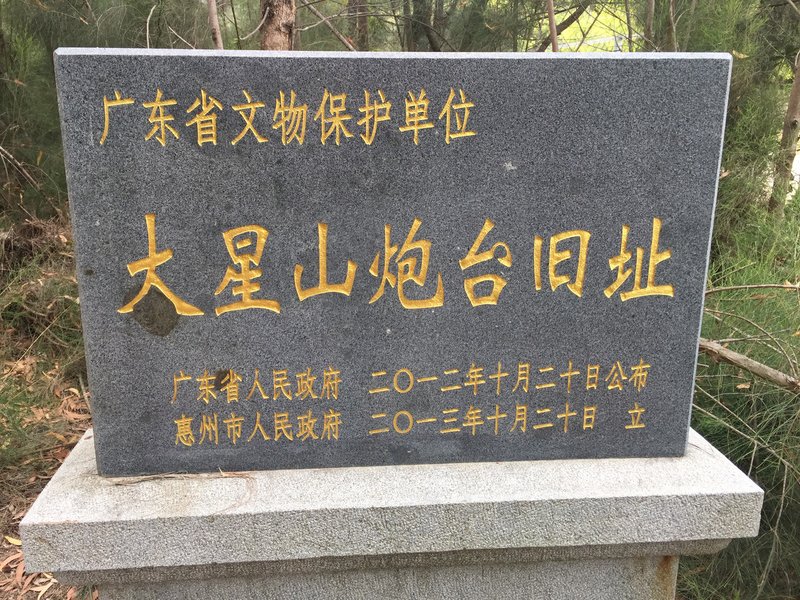 广东省文物保护单位
大星山炮台旧址
广东省人民政府 二〇一二年十月二十日公布
惠州市人民政府 二〇一三年十月二十日 立